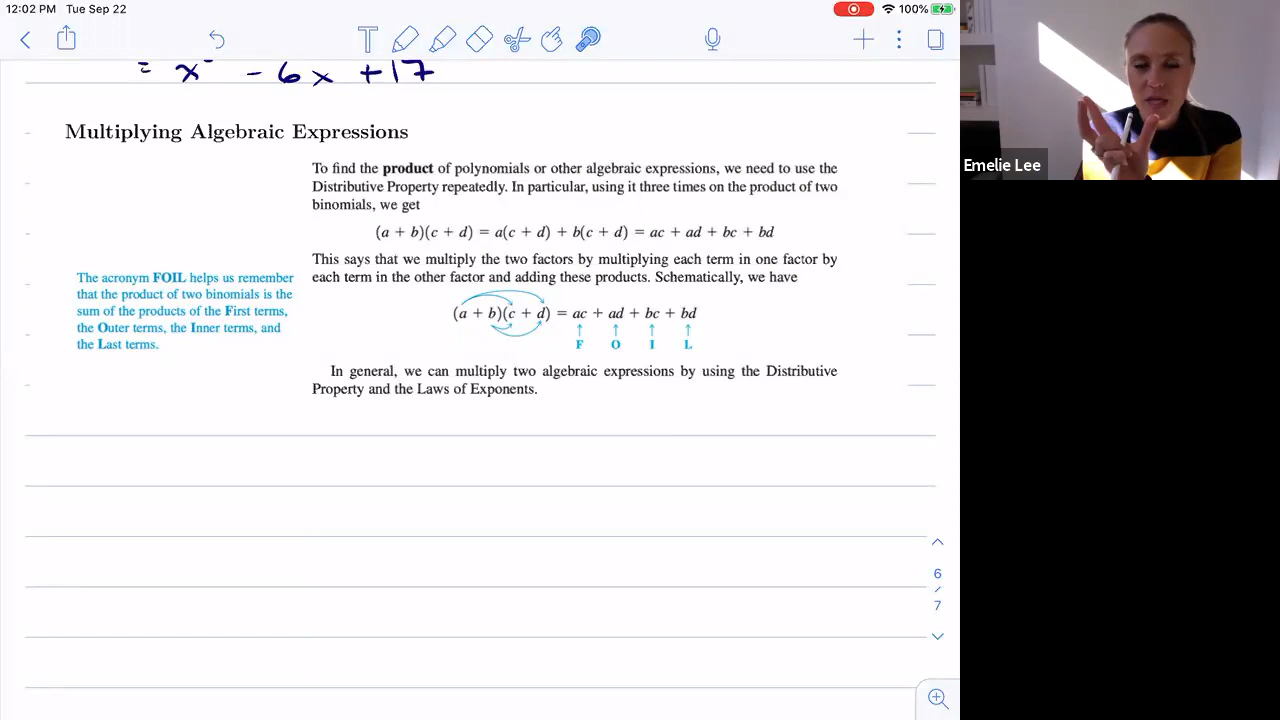 12:02 PM Tue Sep 22
100%
= x² - 6x + 17
Multiplying Algebraic Expressions
To find the product of polynomials or other algebraic expressions, we need to use the
Distributive Property repeatedly. In particular, using it three times on the product of two
binomials, we get
(a + b)(c + d) = a(c + d) + b(c + d) = ac + ad + bc + bd
This says that we multiply the two factors by multiplying each term in one factor by
each term in the other factor and adding these products. Schematically, we have
The acronym FOIL helps us remember
that the product of two binomials is the
sum of the products of the First terms,
the Outer terms, the Inner terms, and
the Last terms.
(a + b)(c + d) = ac + ad + bc + bd
F O I L
In general, we can multiply two algebraic expressions by using the Distributive
Property and the Laws of Exponents.
6
/
7
Emelie Lee